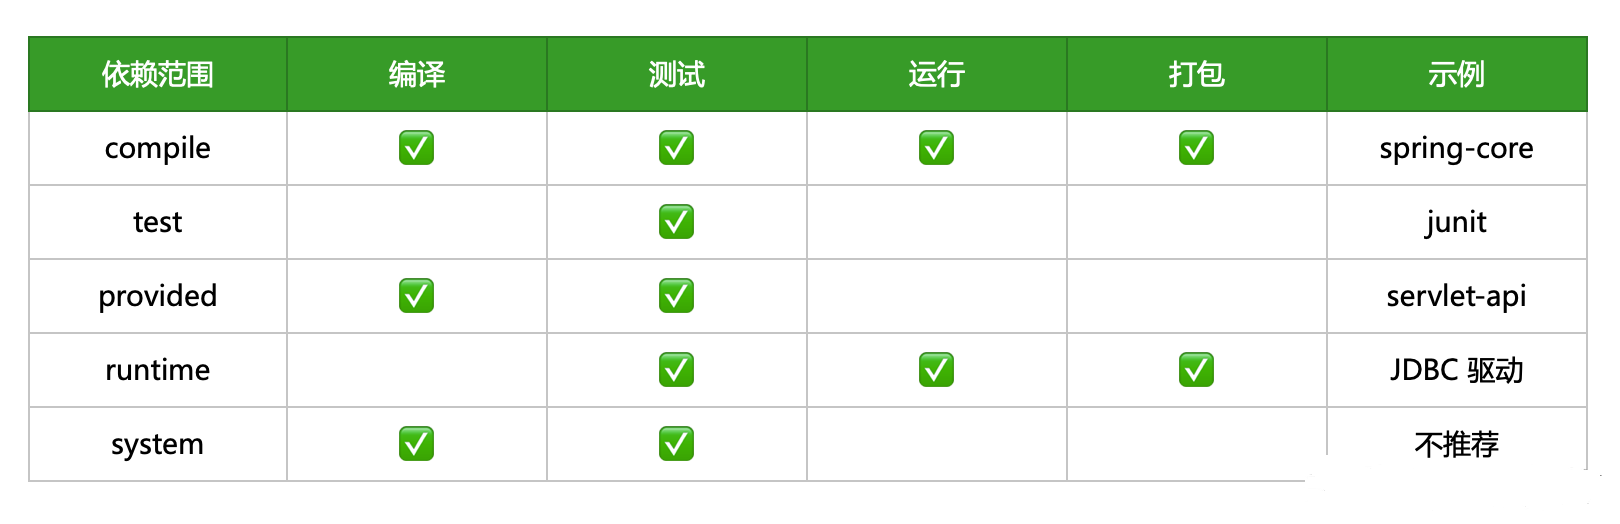 依赖范围 编译 测试 运行 打包 示例
compile ✅ ✅ ✅ ✅ spring-core
test ✅ junit
provided ✅ ✅ servlet-api
runtime ✅ ✅ ✅ JDBC 驱动
system ✅ ✅ 不推荐